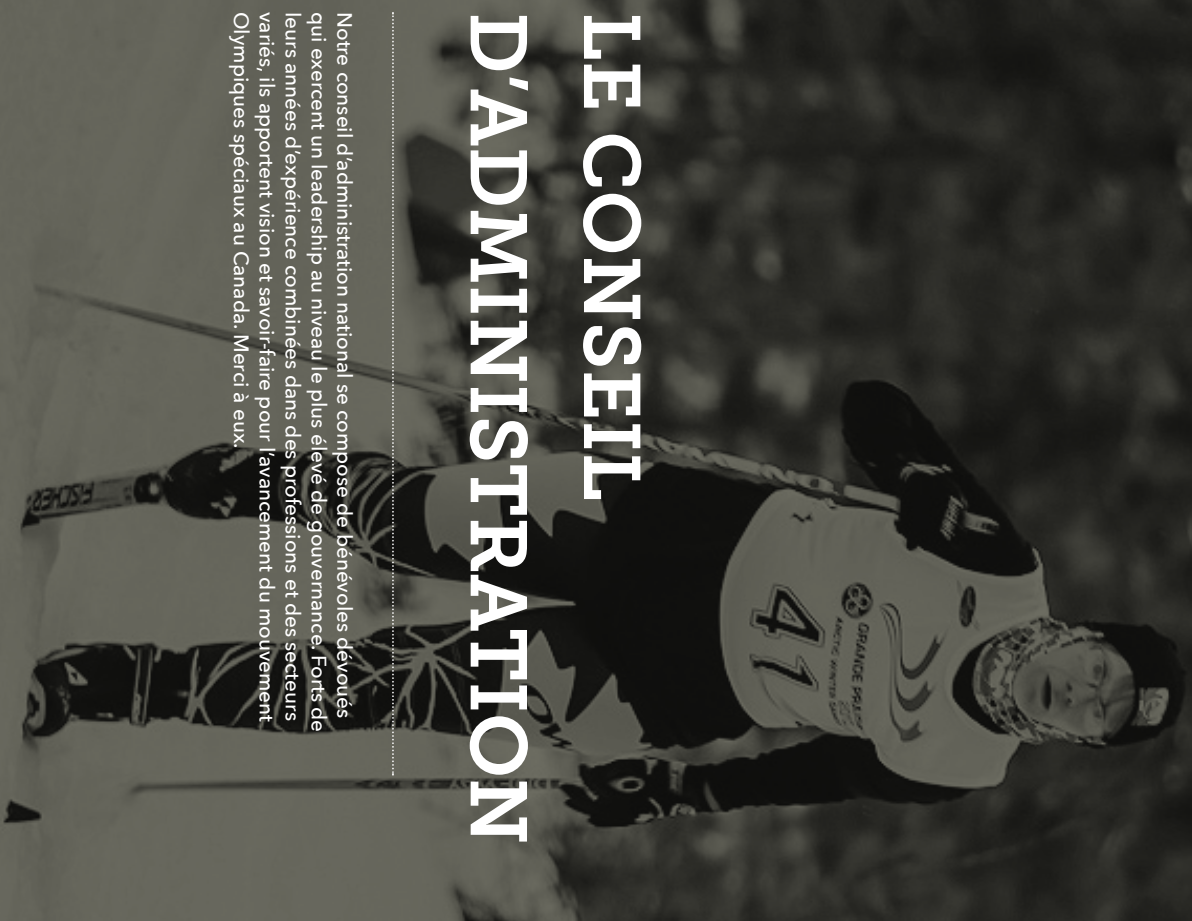 LE CONSEIL
D'ADMINISTRATION
Notre conseil d'administration national se compose de bénévoles dévoués
qui exercent un leadership au niveau le plus élevé de gouvernance. Forts de
leurs années d'expérience combinées dans des professions et des secteurs
variés, ils apportent vision et savoir-faire pour l'avancement du mouvement
Olympiques spéciaux au Canada. Merci à eux.
GRANDE PRAIRIE
ARCTIC WINTER GAMES
41
FISCHER